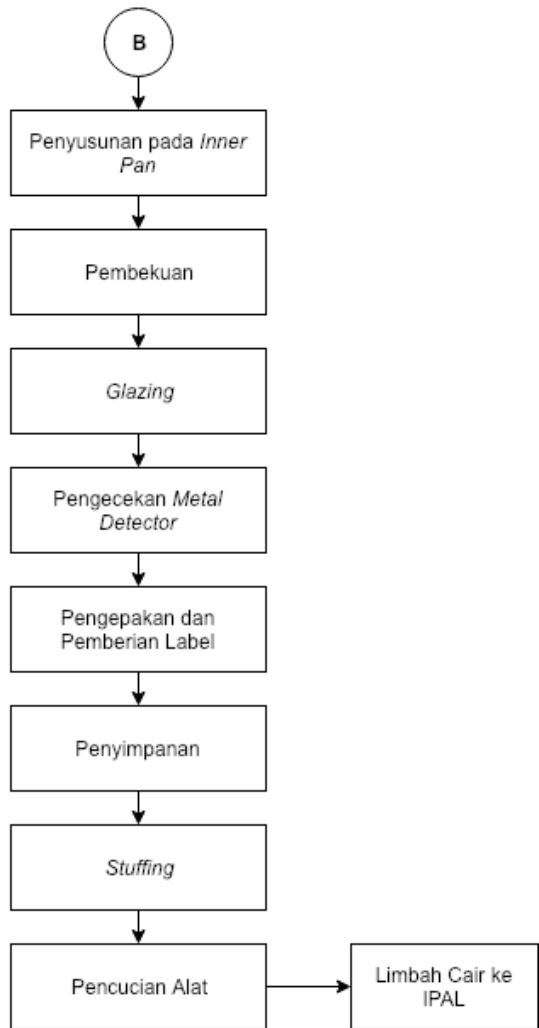 B
Penyusunan pada Inner
Pan
Pembekuan
Glazing
Pengecekan Metal
Detector
Pengepakan dan
Pemberian Label
Penyimpanan
Stuffing
Pencucian Alat
Limbah Cair ke
IPAL